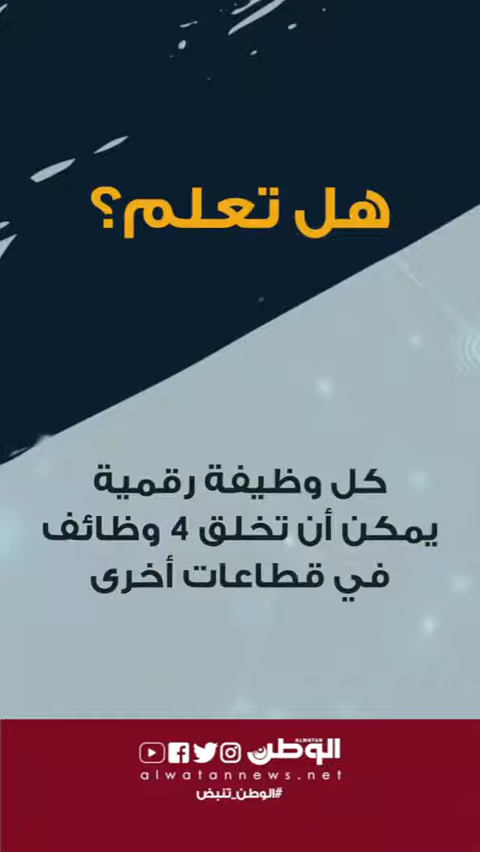 هل تعلم؟
كل وظيفة رقمية
يمكن أن تخلق 4 وظائف
في قطاعات أخرى
ALWATAN
الوطن
alwatannews.net
#الوطن_تنبض